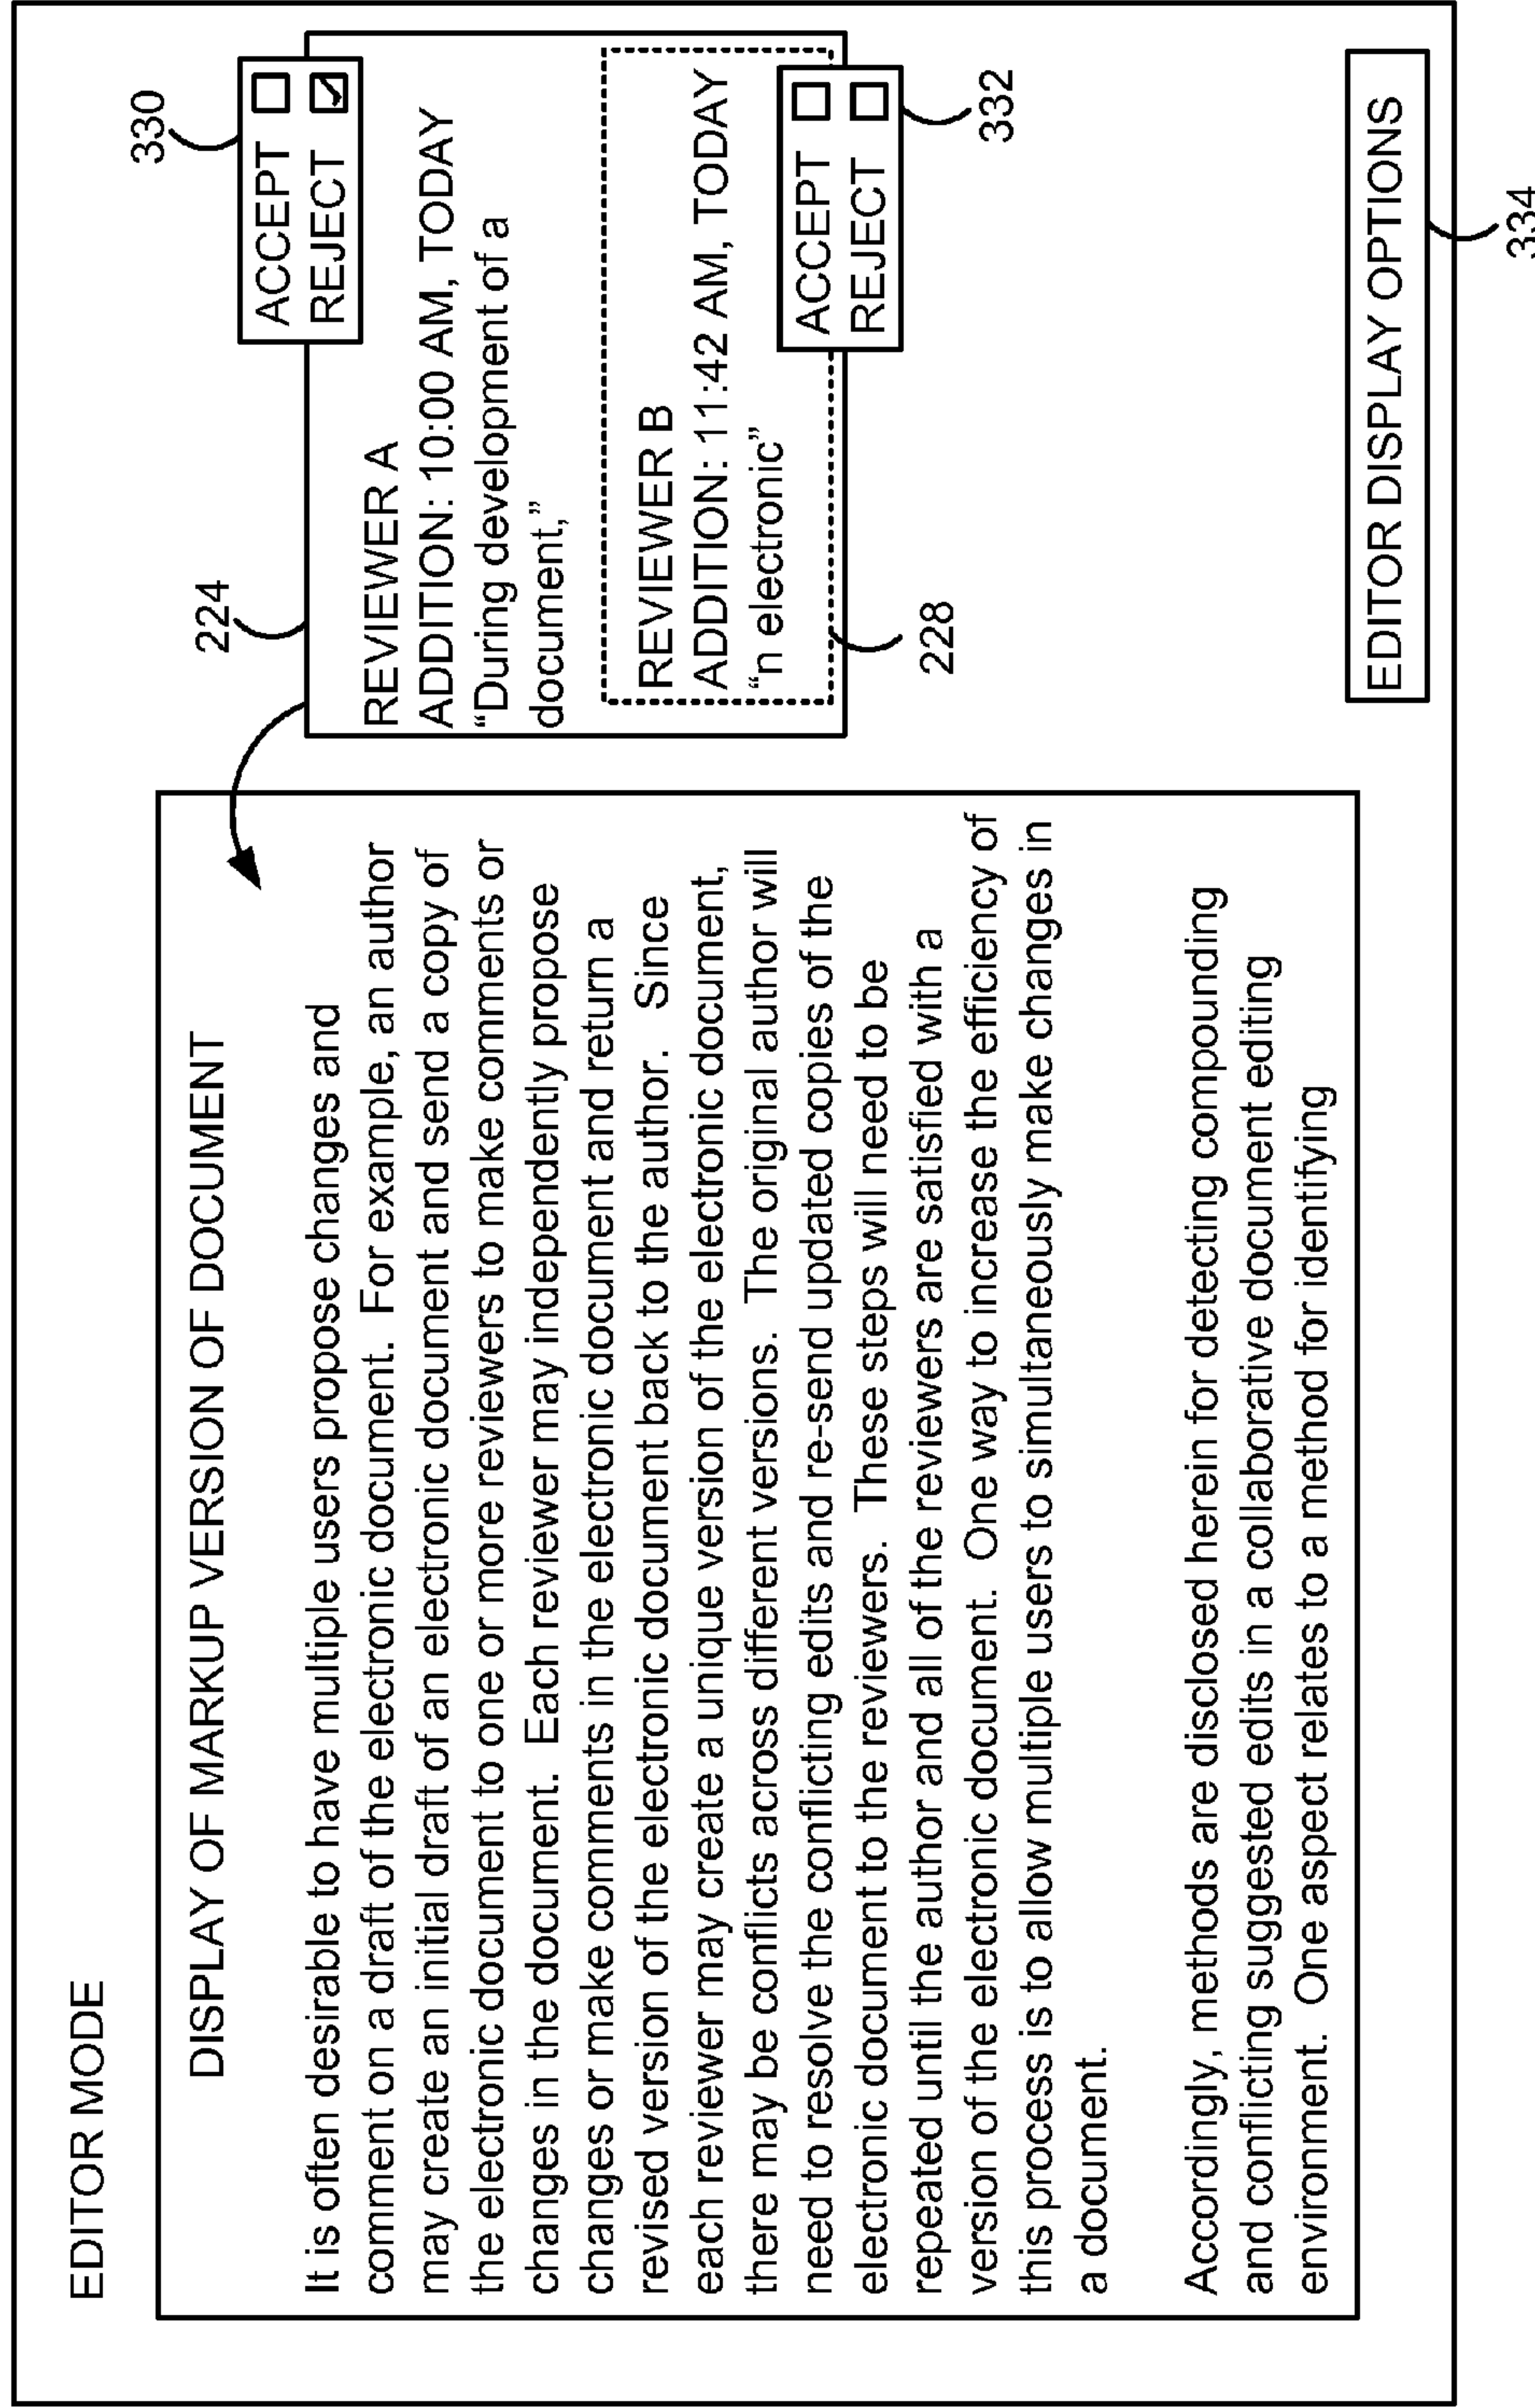 EDITOR MODE
DISPLAY OF MARKUP VERSION OF DOCUMENT
It is often desirable to have multiple users propose changes and
comment on a draft of the electronic document. For example, an author
may create an initial draft of an electronic document and send a copy of
the electronic document to one or more reviewers to make comments or
changes in the document. Each reviewer may independently propose
changes or make comments in the electronic document and return a
revised version of the electronic document back to the author. Since
each reviewer may create a unique version of the electronic document,
there may be conflicts across different versions. The original author will
need to resolve the conflicting edits and re-send updated copies of the
electronic document to the reviewers. These steps will need to be
repeated until the author and all of the reviewers are satisfied with a
version of the electronic document. One way to increase the efficiency of
this process is to allow multiple users to simultaneously make changes in
a document.
Accordingly, methods are disclosed herein for detecting compounding
and conflicting suggested edits in a collaborative document editing
environment. One aspect relates to a method for identifying
330
224
ACCEPT
REJECT
REVIEWER A
ADDITION: 10:00 AM, TODAY
“During development of a
document,”
REVIEWER B
ADDITION: 11:42 AM, TODAY
“n electronic”
ACCEPT
REJECT
228
332
EDITOR DISPLAY OPTIONS
334